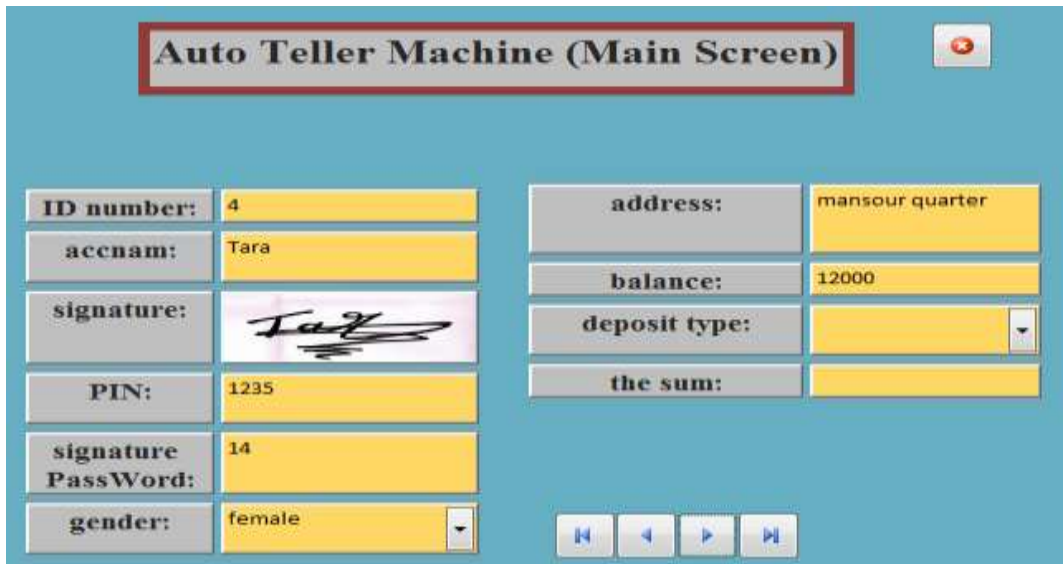 Auto Teller Machine (Main Screen)
ID number: 4
accnam: Tara
signature: Tara
PIN: 1235
signature
PassWord: 14
gender: female
address: mansour quarter
balance: 12000
deposit type:
the sum: